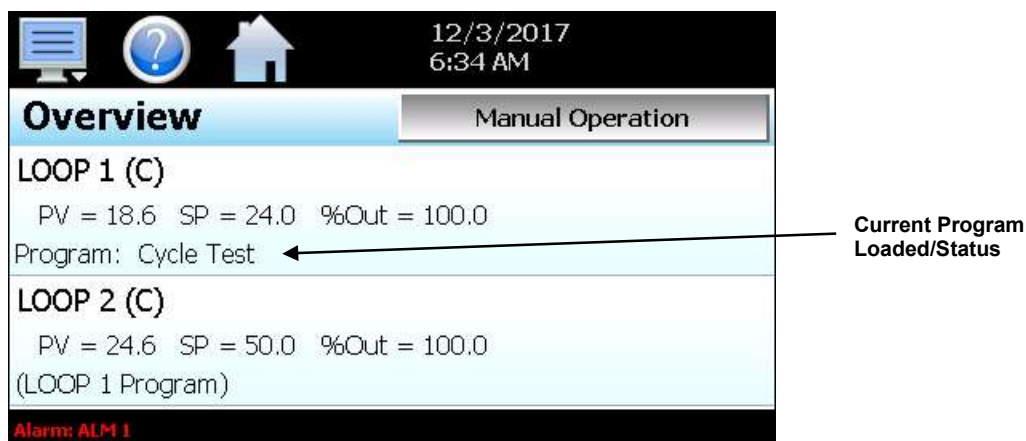 12/3/2017
6:34 AM
Overview
Manual Operation
LOOP 1 (C)
PV = 18.6 SP = 24.0 %Out = 100.0
Program: Cycle Test
Current Program
Loaded/Status
LOOP 2 (C)
PV = 24.6 SP = 50.0 %Out = 100.0
(LOOP 1 Program)
Alarm: ALM 1